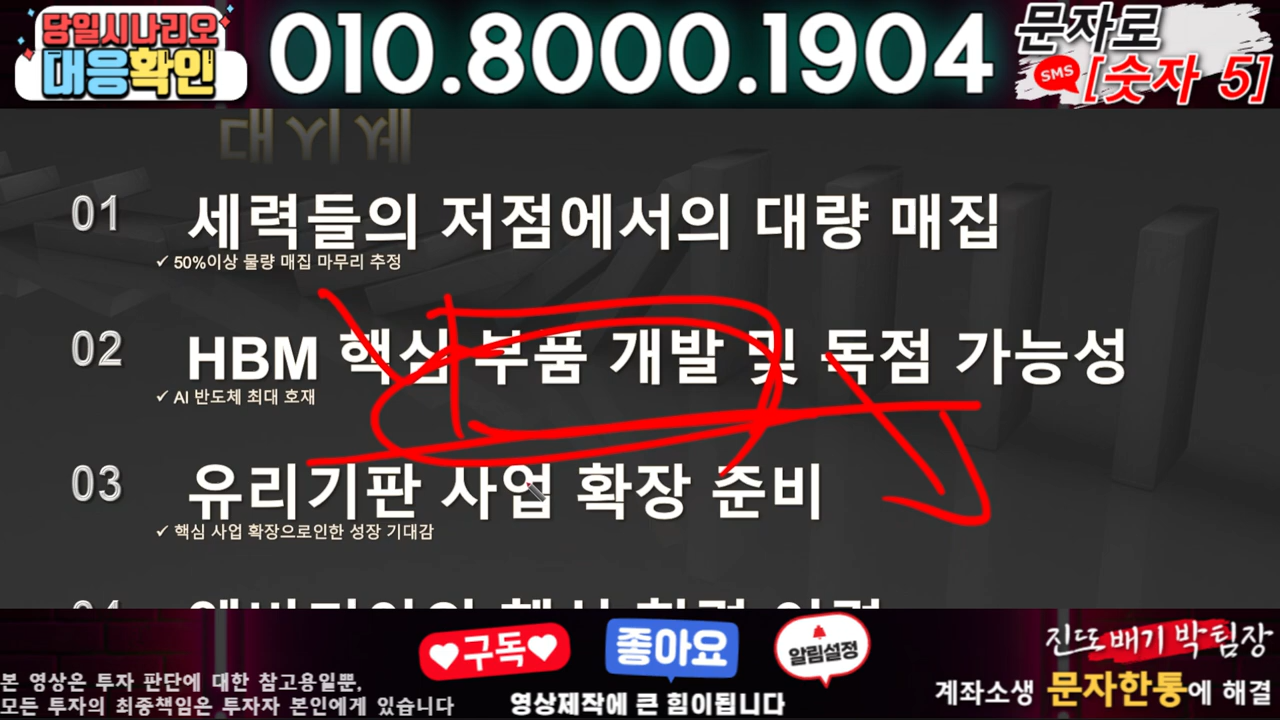 당일시나리오
대응확인
010.8000.1904
문자로
SMS [숫자 5]
01 세력들의 저점에서의 대량 매집
✓ 50%이상 물량 매집 마무리 추정
02 HBM 핵심 부품 개발 및 독점 가능성
✓ AI 반도체 최대 호재
03 유리기판 사업 확장 준비
✓ 핵심 사업 확장으로인한 성장 기대감
구독
좋아요
알림설정
영상제작에 큰 힘이됩니다
본 영상은 투자 판단에 대한 참고용일뿐,
모든 투자의 최종책임은 투자자 본인에게 있습니다
진또배기 박팀장
계좌소생 문자한통에 해결